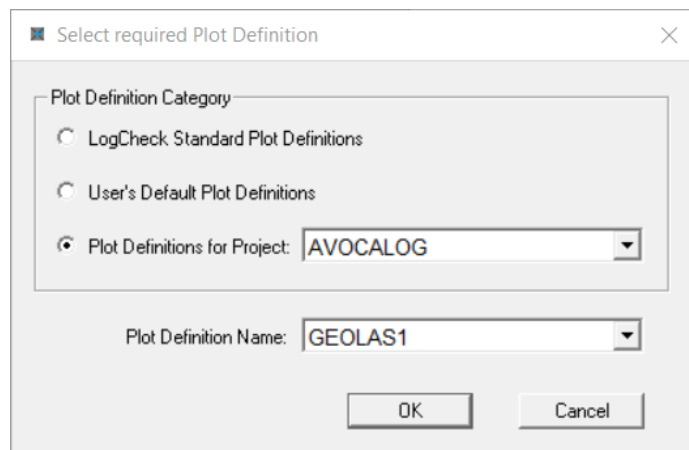 Select required Plot Definition
Plot Definition Category
LogCheck Standard Plot Definitions
User's Default Plot Definitions
Plot Definitions for Project: AVOCALOG
Plot Definition Name: GEOLAS1
OK Cancel